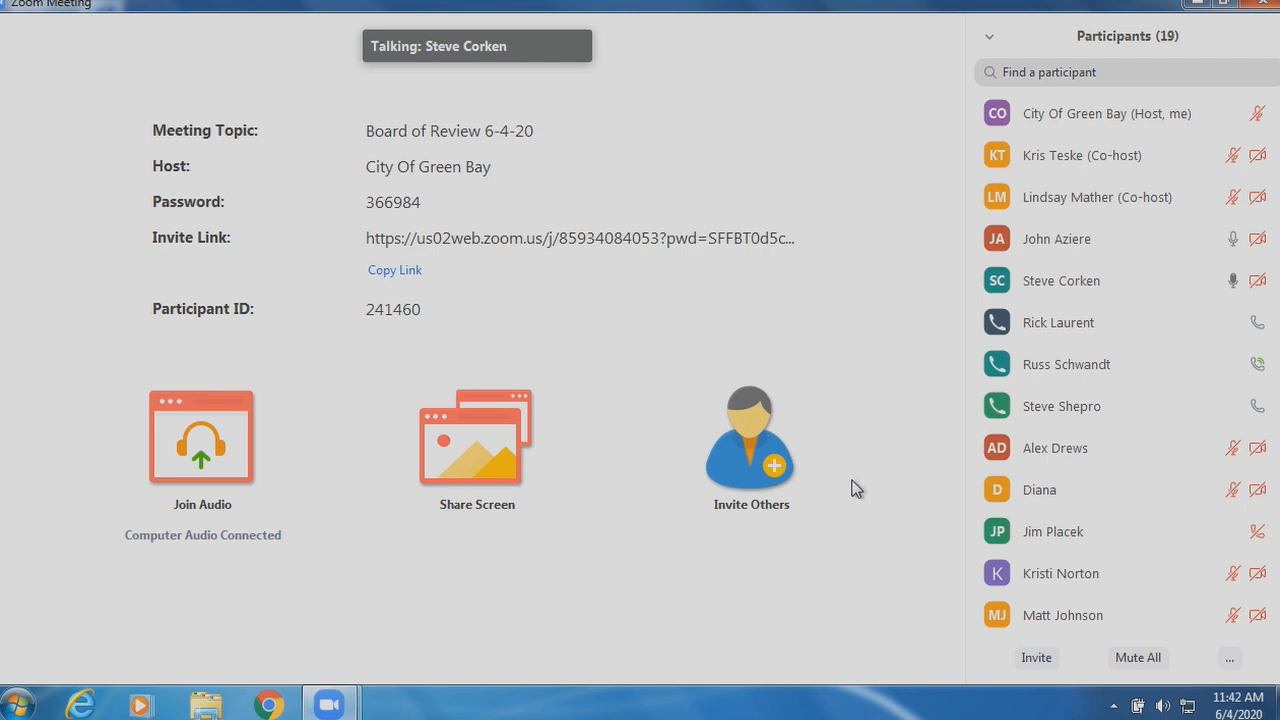 Zoom Meeting
Talking: Steve Corken
Meeting Topic: Board of Review 6-4-20
Host: City Of Green Bay
Password: 366984
Invite Link: https://us02web.zoom.us/j/85934084053?pwd=SFFBT0d5c...
Copy Link
Participant ID: 241460
Join Audio
Computer Audio Connected
Share Screen
Invite Others
Participants (19)
Find a participant
CO City Of Green Bay (Host, me)
KT Kris Teske (Co-host)
LM Lindsay Mather (Co-host)
JA John Aziere
SC Steve Corken
Rick Laurent
Russ Schwandt
Steve Shepro
AD Alex Drews
D Diana
JP Jim Placek
K Kristi Norton
MJ Matt Johnson
Invite Mute All ...
11:42 AM
6/4/2020